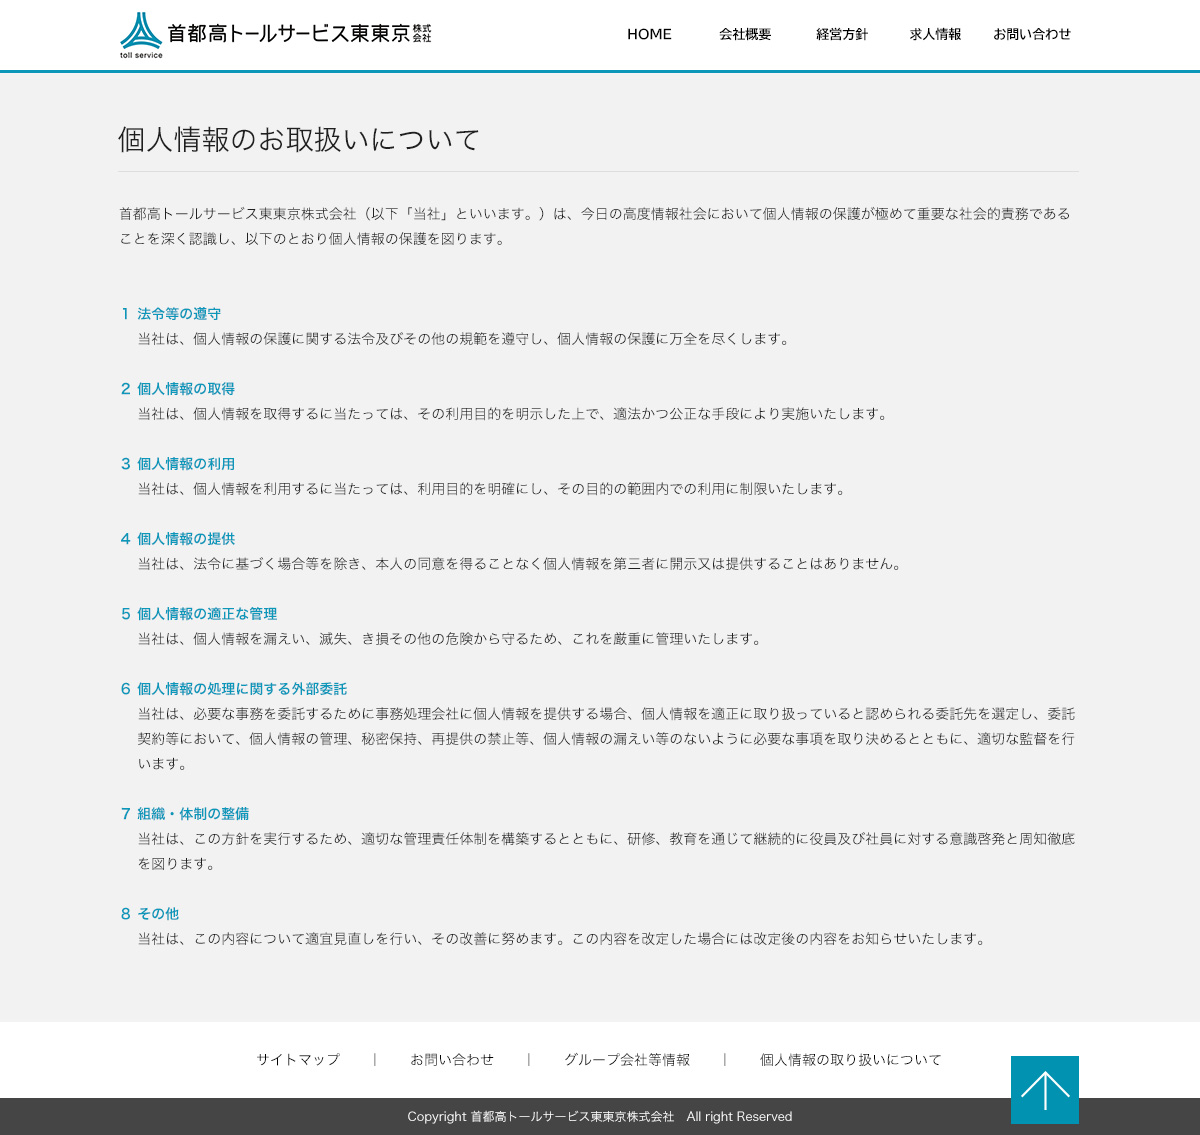 首都高トールサービス東東京株式会社
toll service
HOME 会社概要 経営方針 求人情報 お問い合わせ
個人情報のお取扱いについて
首都高トールサービス東東京株式会社（以下「当社」といいます。）は、今日の高度情報社会において個人情報の保護が極めて重要な社会的責務である
ことを深く認識し、以下のとおり個人情報の保護を図ります。
1 法令等の遵守
当社は、個人情報の保護に関する法令及びその他の規範を遵守し、個人情報の保護に万全を尽くします。
2 個人情報の取得
当社は、個人情報を取得するに当たっては、その利用目的を明示した上で、適法かつ公正な手段により実施いたします。
3 個人情報の利用
当社は、個人情報を利用するに当たっては、利用目的を明確にし、その目的の範囲内での利用に制限いたします。
4 個人情報の提供
当社は、法令に基づく場合等を除き、本人の同意を得ることなく個人情報を第三者に開示又は提供することはありません。
5 個人情報の適正な管理
当社は、個人情報を漏えい、滅失、き損その他の危険から守るため、これを厳重に管理いたします。
6 個人情報の処理に関する外部委託
当社は、必要な事務を委託するために事務処理会社に個人情報を提供する場合、個人情報を適正に取り扱っていると認められる委託先を選定し、委託
契約等において、個人情報の管理、秘密保持、再提供の禁止等、個人情報の漏えい等のないように必要な事項を取り決めるとともに、適切な監督を行
います。
7 組織・体制の整備
当社は、この方針を実行するため、適切な管理責任体制を構築するとともに、研修、教育を通じて継続的に役員及び社員に対する意識啓発と周知徹底
を図ります。
8 その他
当社は、この内容について適宜見直しを行い、その改善に努めます。この内容を改定した場合には改定後の内容をお知らせいたします。
サイトマップ ｜ お問い合わせ ｜ グループ会社等情報 ｜ 個人情報の取り扱いについて
Copyright 首都高トールサービス東東京株式会社　All right Reserved